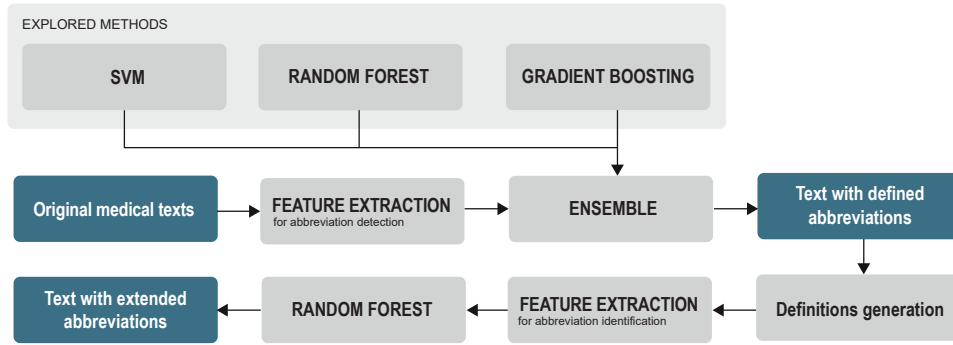 EXPLORED METHODS
SVM
RANDOM FOREST
GRADIENT BOOSTING
Original medical texts
FEATURE EXTRACTION
for abbreviation detection
ENSEMBLE
Text with defined
abbreviations
Text with extended
abbreviations
RANDOM FOREST
FEATURE EXTRACTION
for abbreviation identification
Definitions generation